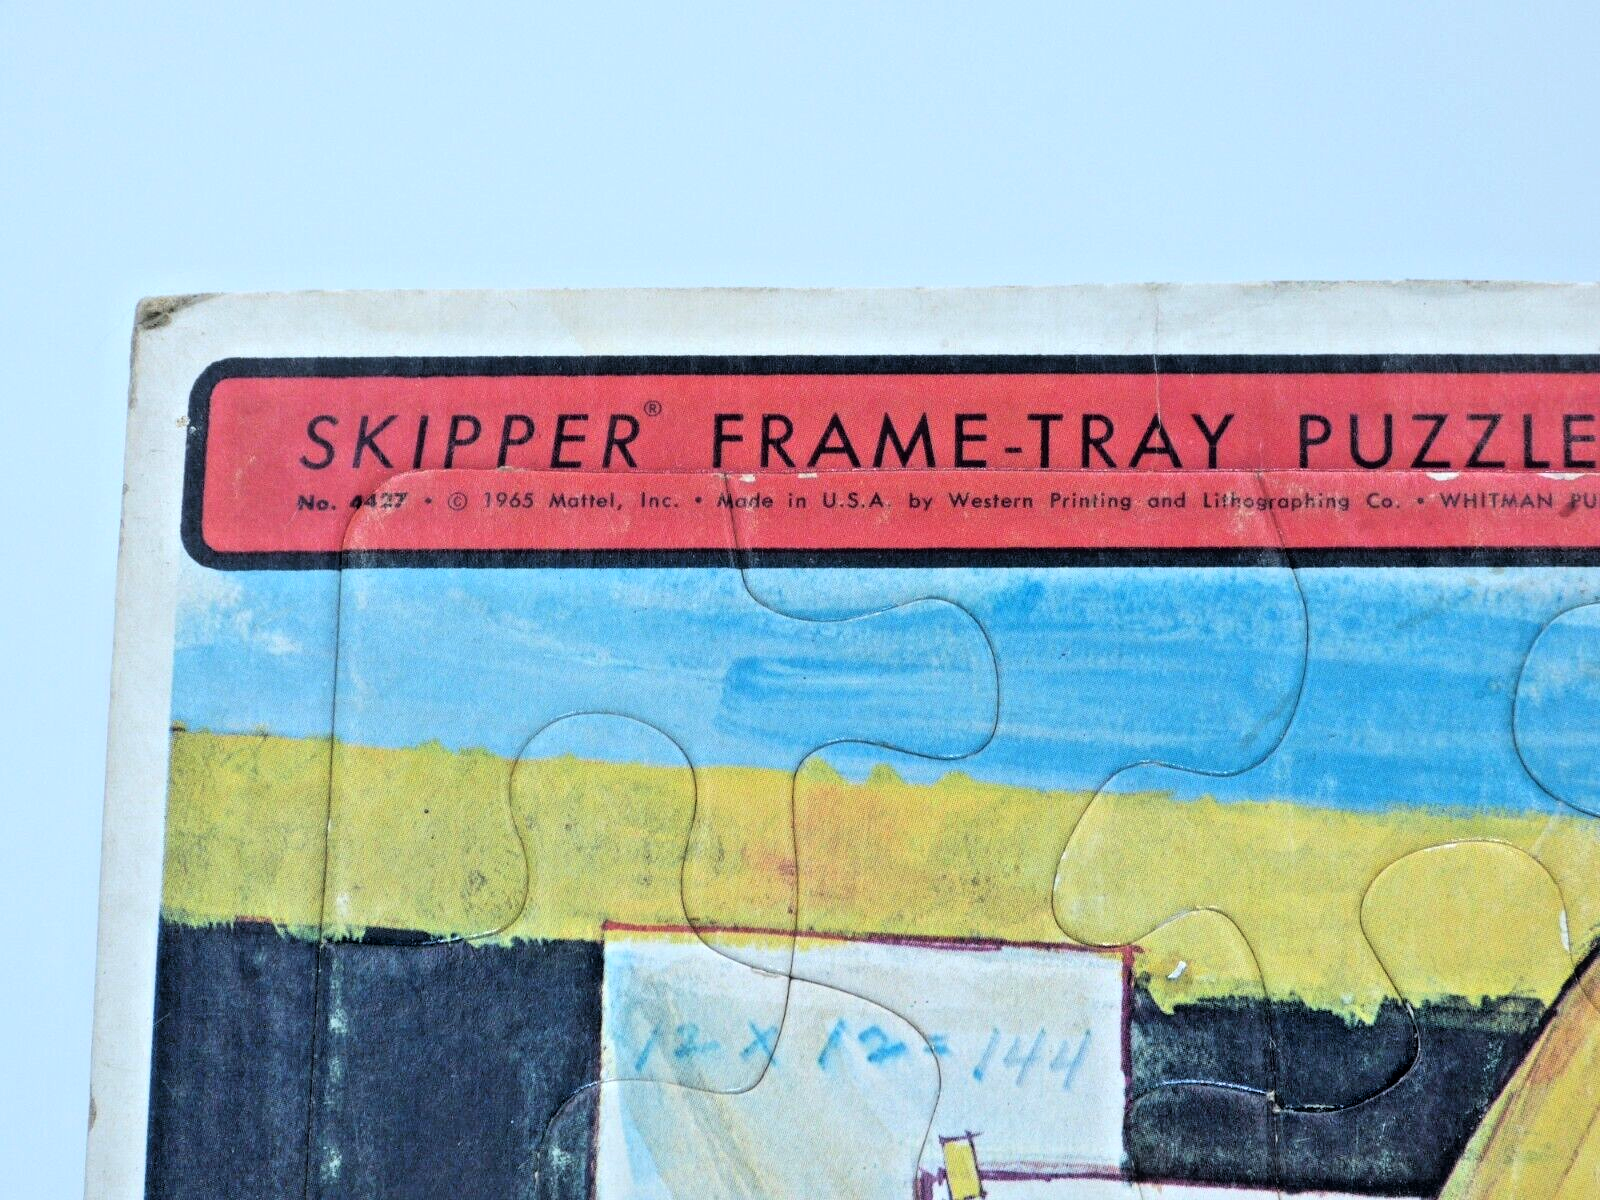 SKIPPER® FRAME-TRAY PUZZLE
No. 4427 • © 1965 Mattel, Inc. • Made in U.S.A. by Western Printing and Lithographing Co. • WHITMAN PU
12 x 12 = 144